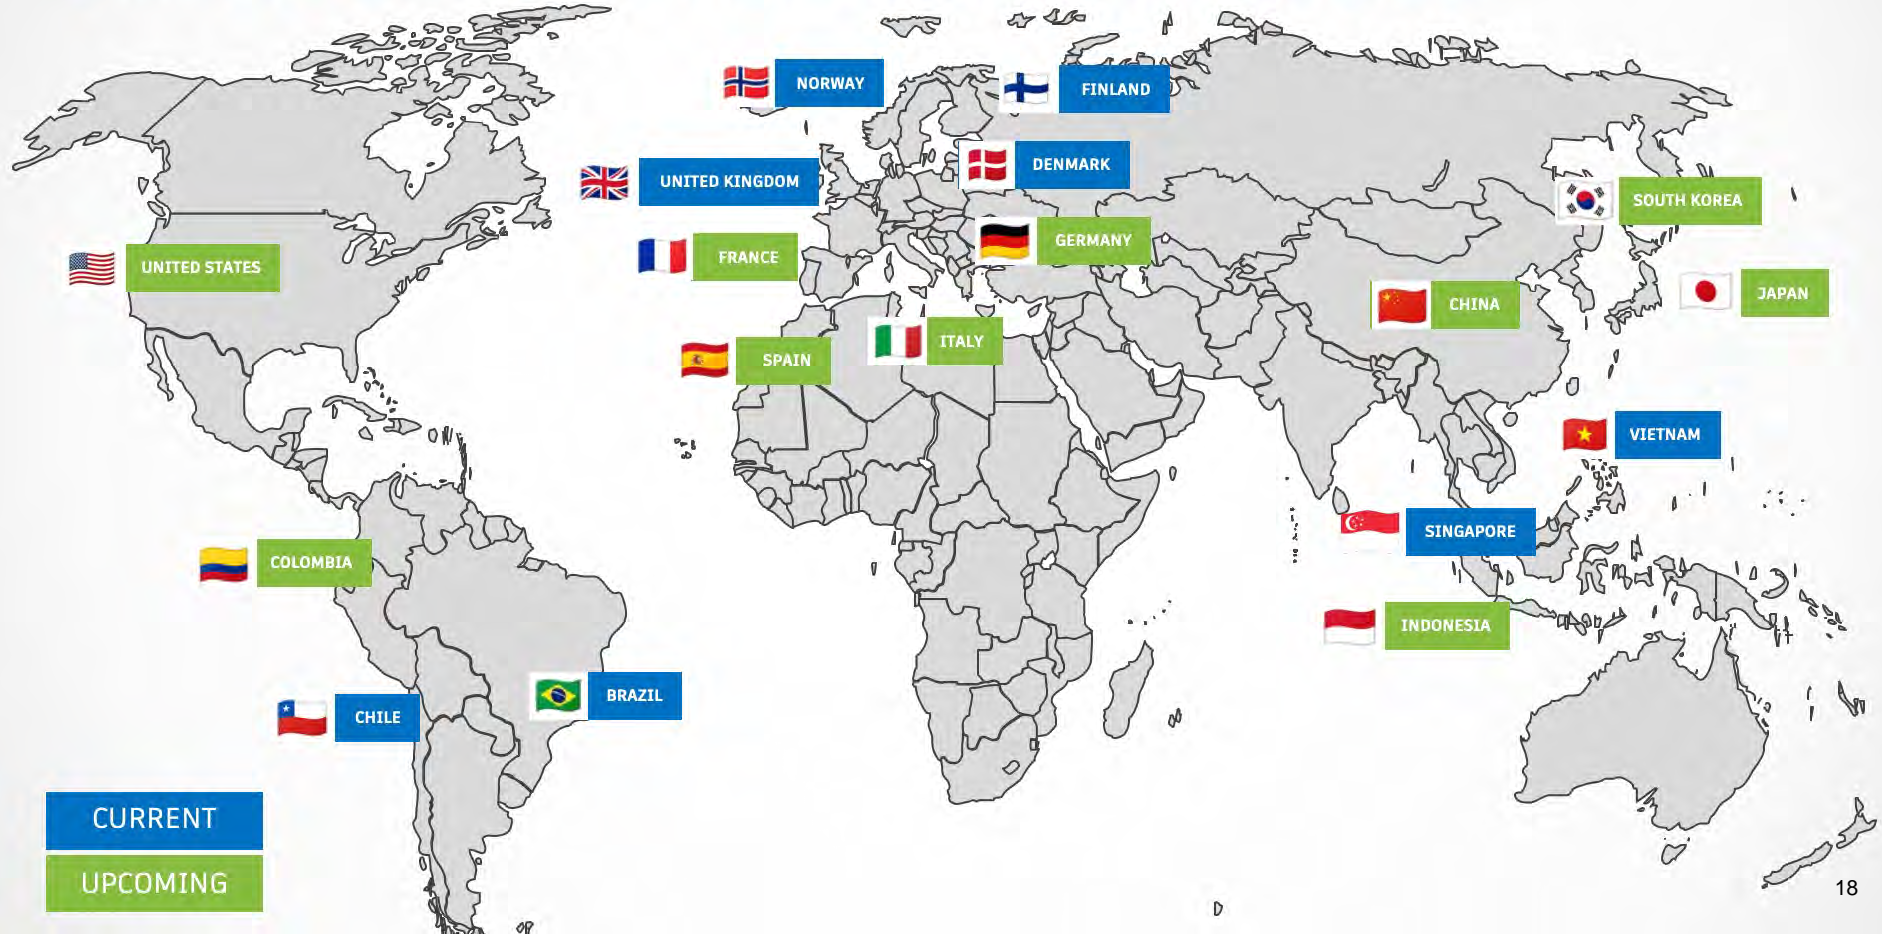 NORWAY
FINLAND
DENMARK
UNITED KINGDOM
SOUTH KOREA
GERMANY
FRANCE
UNITED STATES
JAPAN
CHINA
ITALY
SPAIN
VIETNAM
SINGAPORE
COLOMBIA
INDONESIA
BRAZIL
CHILE
CURRENT
UPCOMING
18